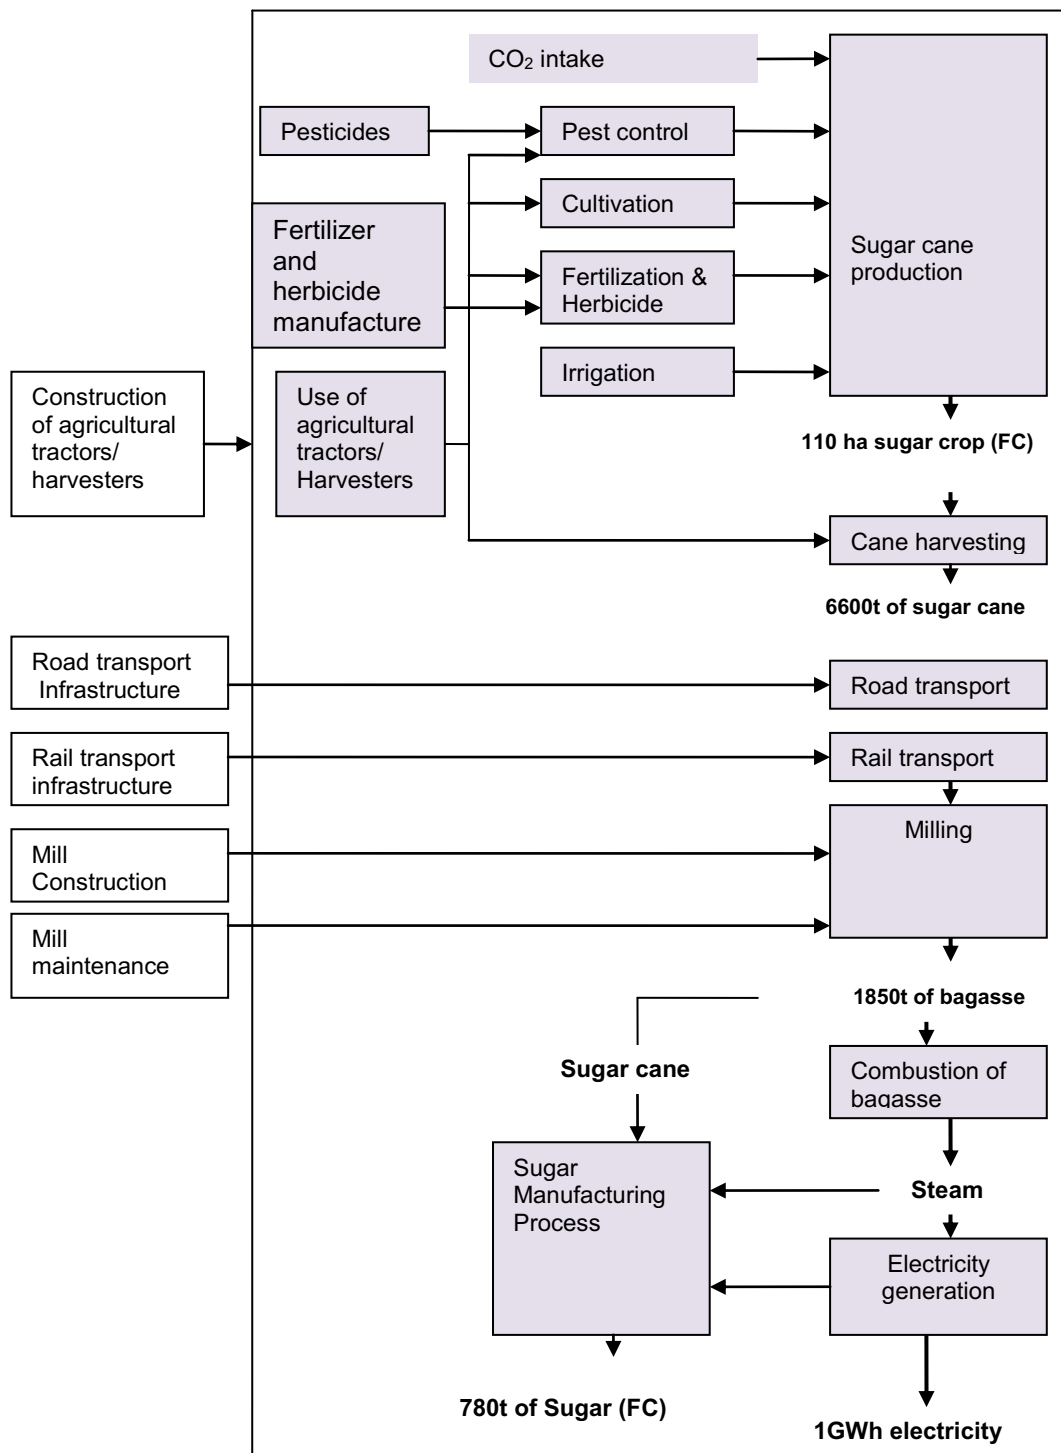 CO₂ intake
Pesticides
Pest control
Cultivation
Fertilizer
and
herbicide
manufacture
Fertilization &
Herbicide
Sugar cane
production
Irrigation
Construction
of agricultural
tractors/
harvesters
Use of
agricultural
tractors/
Harvesters
110 ha sugar crop (FC)
Cane harvesting
6600t of sugar cane
Road transport
Infrastructure
Road transport
Rail transport
infrastructure
Rail transport
Milling
Mill
Construction
Mill
maintenance
1850t of bagasse
Sugar cane
Combustion of
bagasse
Sugar
Manufacturing
Process
Steam
Electricity
generation
780t of Sugar (FC)
1GWh electricity